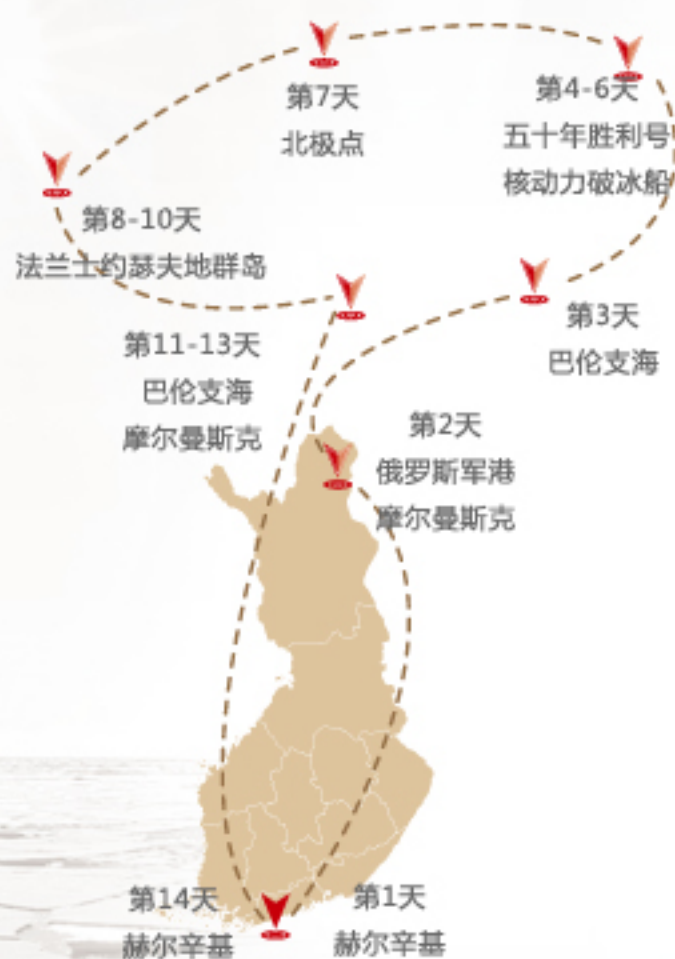 第7天
北极点
第4-6天
五十年胜利号
核动力破冰船
第8-10天
法兰士约瑟夫地群岛
第3天
巴伦支海
第11-13天
巴伦支海
摩尔曼斯克
第2天
俄罗斯军港
摩尔曼斯克
第14天
赫尔辛基
第1天
赫尔辛基